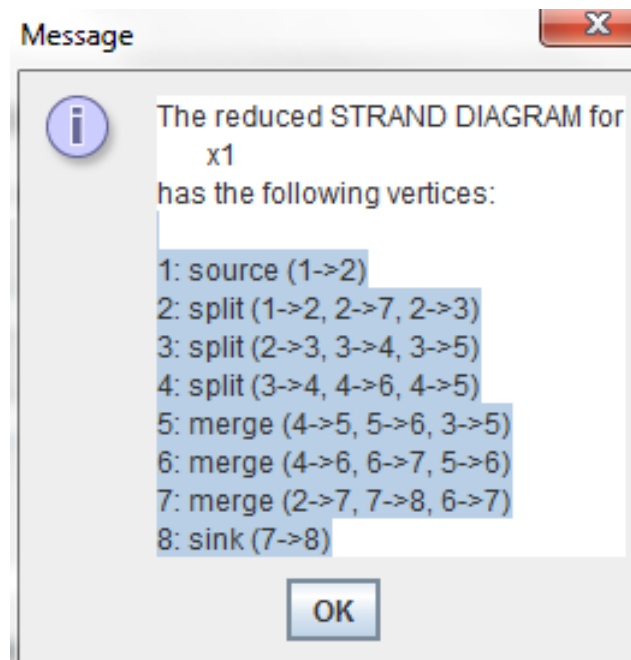 Message
The reduced STRAND DIAGRAM for
x1
has the following vertices:
1: source (1->2)
2: split (1->2, 2->7, 2->3)
3: split (2->3, 3->4, 3->5)
4: split (3->4, 4->6, 4->5)
5: merge (4->5, 5->6, 3->5)
6: merge (4->6, 6->7, 5->6)
7: merge (2->7, 7->8, 6->7)
8: sink (7->8)
OK